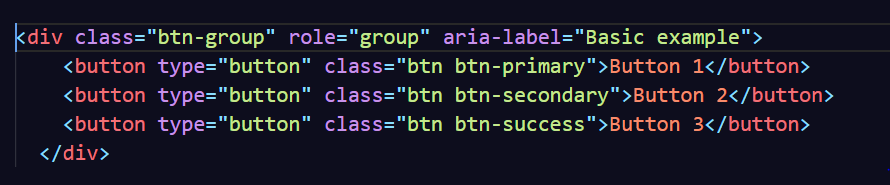 <div class="btn-group" role="group" aria-label="Basic example">
<button type="button" class="btn btn-primary">Button 1</button>
<button type="button" class="btn btn-secondary">Button 2</button>
<button type="button" class="btn btn-success">Button 3</button>
</div>